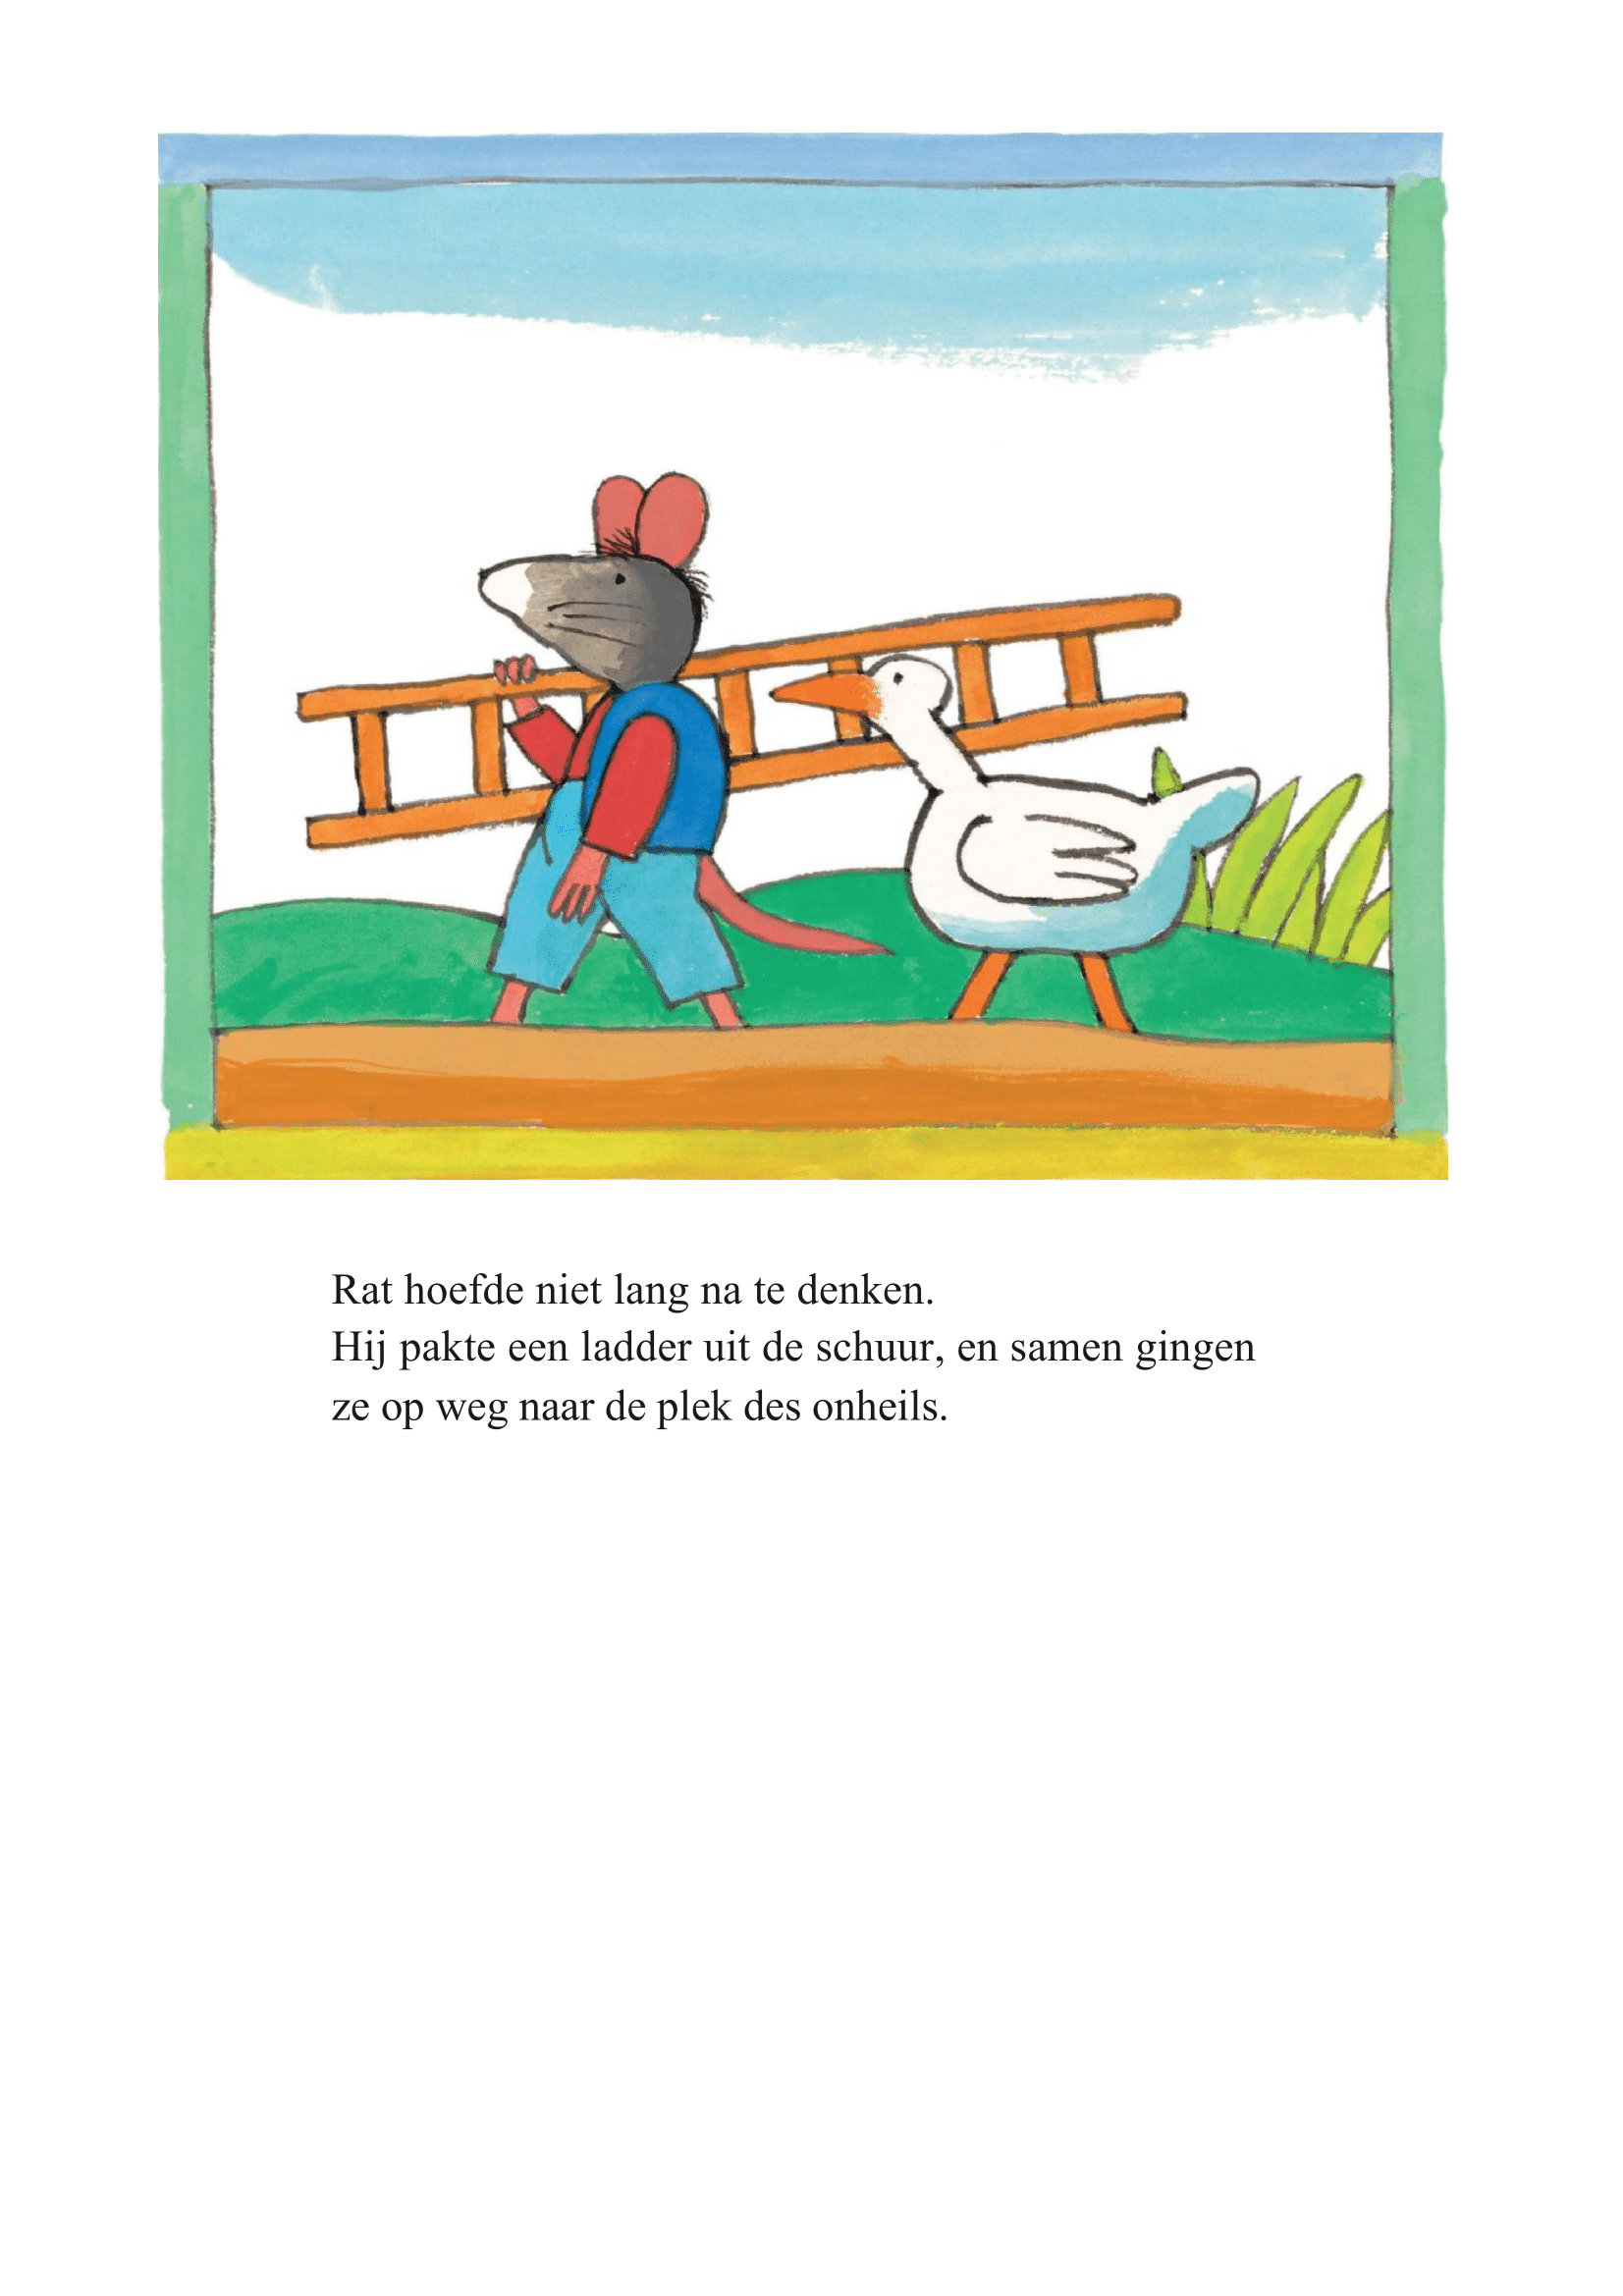 Rat hoefde niet lang na te denken.
Hij pakte een ladder uit de schuur, en samen gingen
ze op weg naar de plek des onheils.